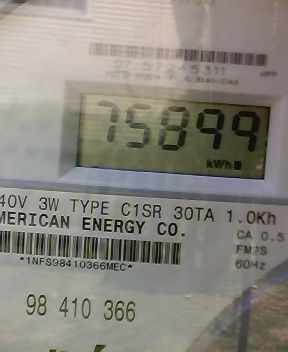 75899
kWh
40V 3W TYPE C1SR 30TA 1.0Kh
MERICAN ENERGY CO.
CA 0.5
FM2S
60Hz
*1NFS98410366MEC*
98 410 366